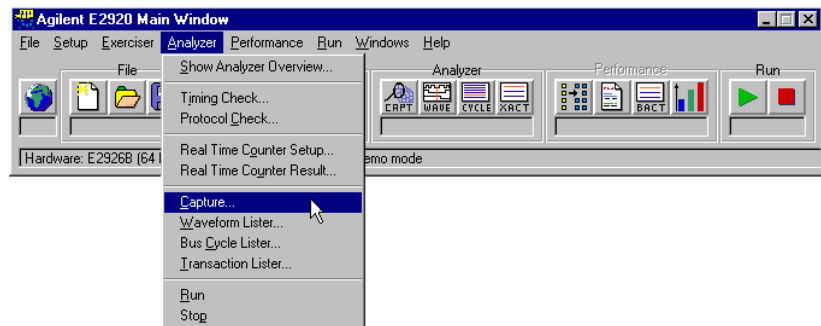 Agilent E2920 Main Window
File Setup Exerciser Analyzer Performance Run Windows Help
File Analyzer Performance Run
CAPT WAVE CYCLE XACT BACT
Hardware: E2926B (64 emo mode
Show Analyzer Overview...
Timing Check...
Protocol Check...
Real Time Counter Setup...
Real Time Counter Result...
Capture...
Waveform Lister...
Bus Cycle Lister...
Transaction Lister...
Run
Stop